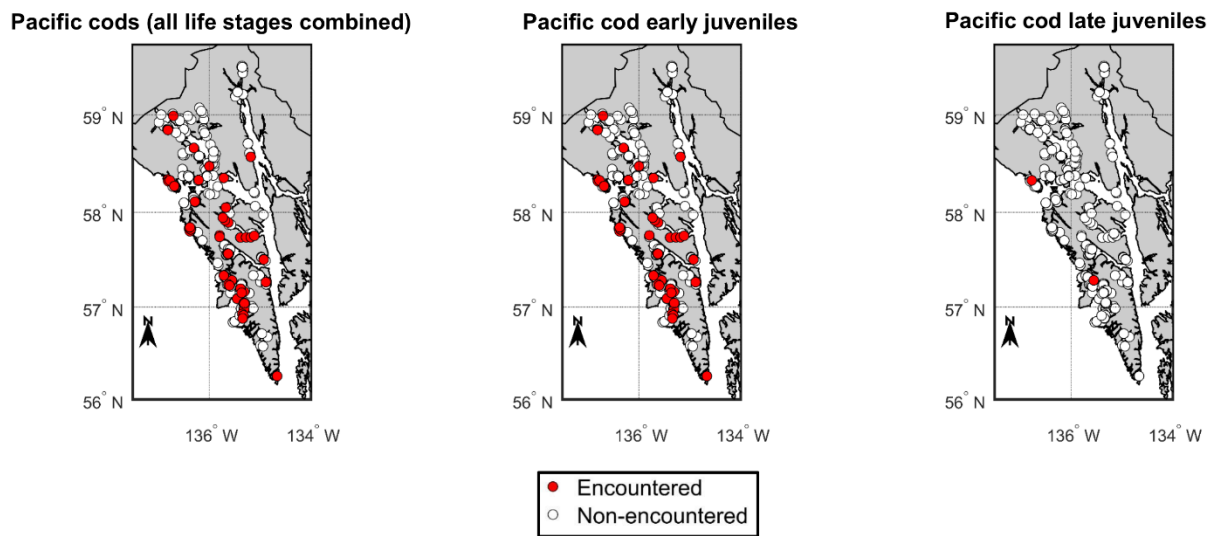 Pacific cods (all life stages combined)
Pacific cod early juveniles
Pacific cod late juveniles
59° N
58° N
57° N
56° N
N
136° W
134° W
59° N
58° N
57° N
56° N
N
136° W
134° W
59° N
58° N
57° N
56° N
N
136° W
134° W
Encountered
Non-encountered